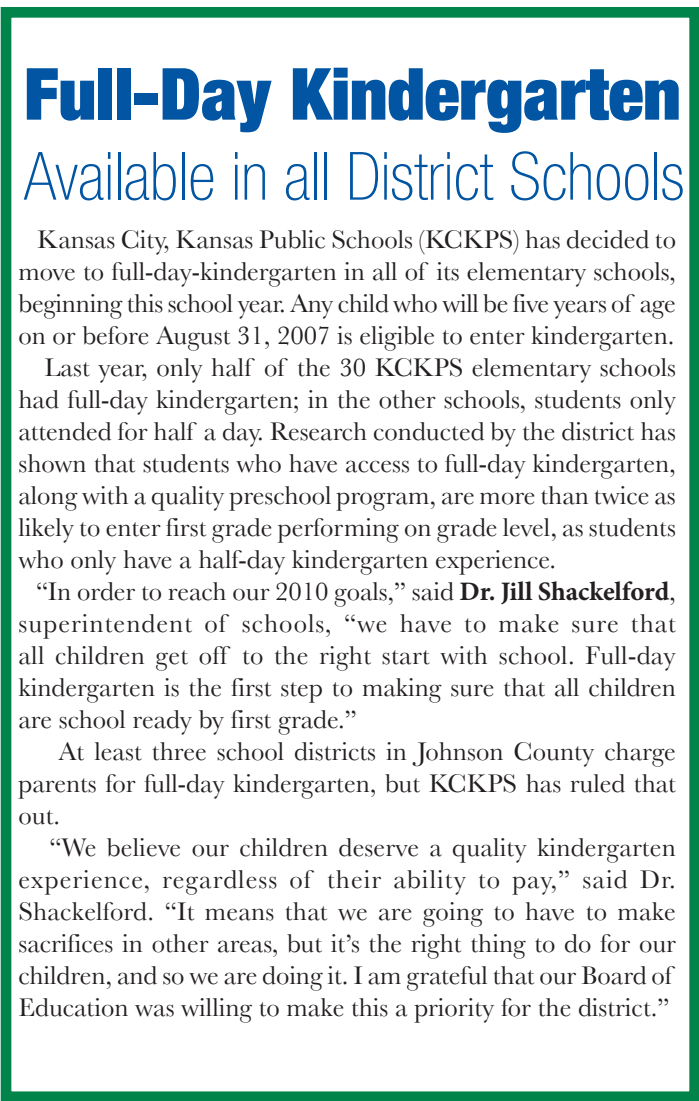 Full-Day Kindergarten
Available in all District Schools
Kansas City, Kansas Public Schools (KCKPS) has decided to
move to full-day-kindergarten in all of its elementary schools,
beginning this school year. Any child who will be five years of age
on or before August 31, 2007 is eligible to enter kindergarten.
Last year, only half of the 30 KCKPS elementary schools
had full-day kindergarten; in the other schools, students only
attended for half a day. Research conducted by the district has
shown that students who have access to full-day kindergarten,
along with a quality preschool program, are more than twice as
likely to enter first grade performing on grade level, as students
who only have a half-day kindergarten experience.
“In order to reach our 2010 goals,” said Dr. Jill Shackelford,
superintendent of schools, “we have to make sure that
all children get off to the right start with school. Full-day
kindergarten is the first step to making sure that all children
are school ready by first grade.”
At least three school districts in Johnson County charge
parents for full-day kindergarten, but KCKPS has ruled that
out.
“We believe our children deserve a quality kindergarten
experience, regardless of their ability to pay,” said Dr.
Shackelford. “It means that we are going to have to make
sacrifices in other areas, but it’s the right thing to do for our
children, and so we are doing it. I am grateful that our Board of
Education was willing to make this a priority for the district.”